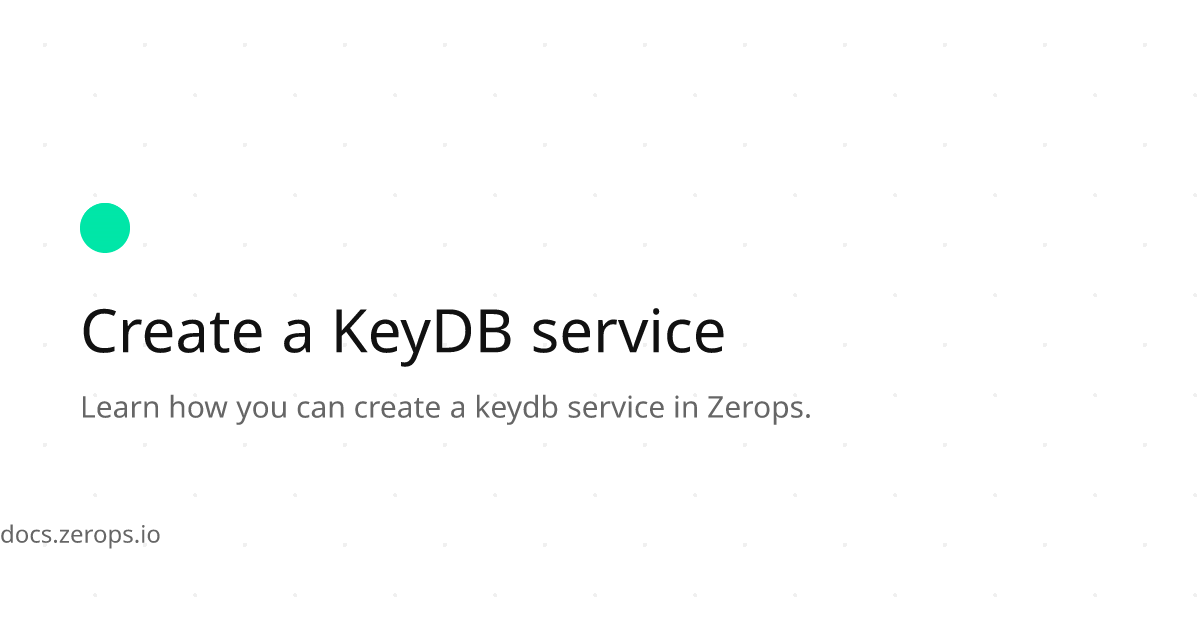 Create a KeyDB service
Learn how you can create a keydb service in Zerops.
docs.zerops.io